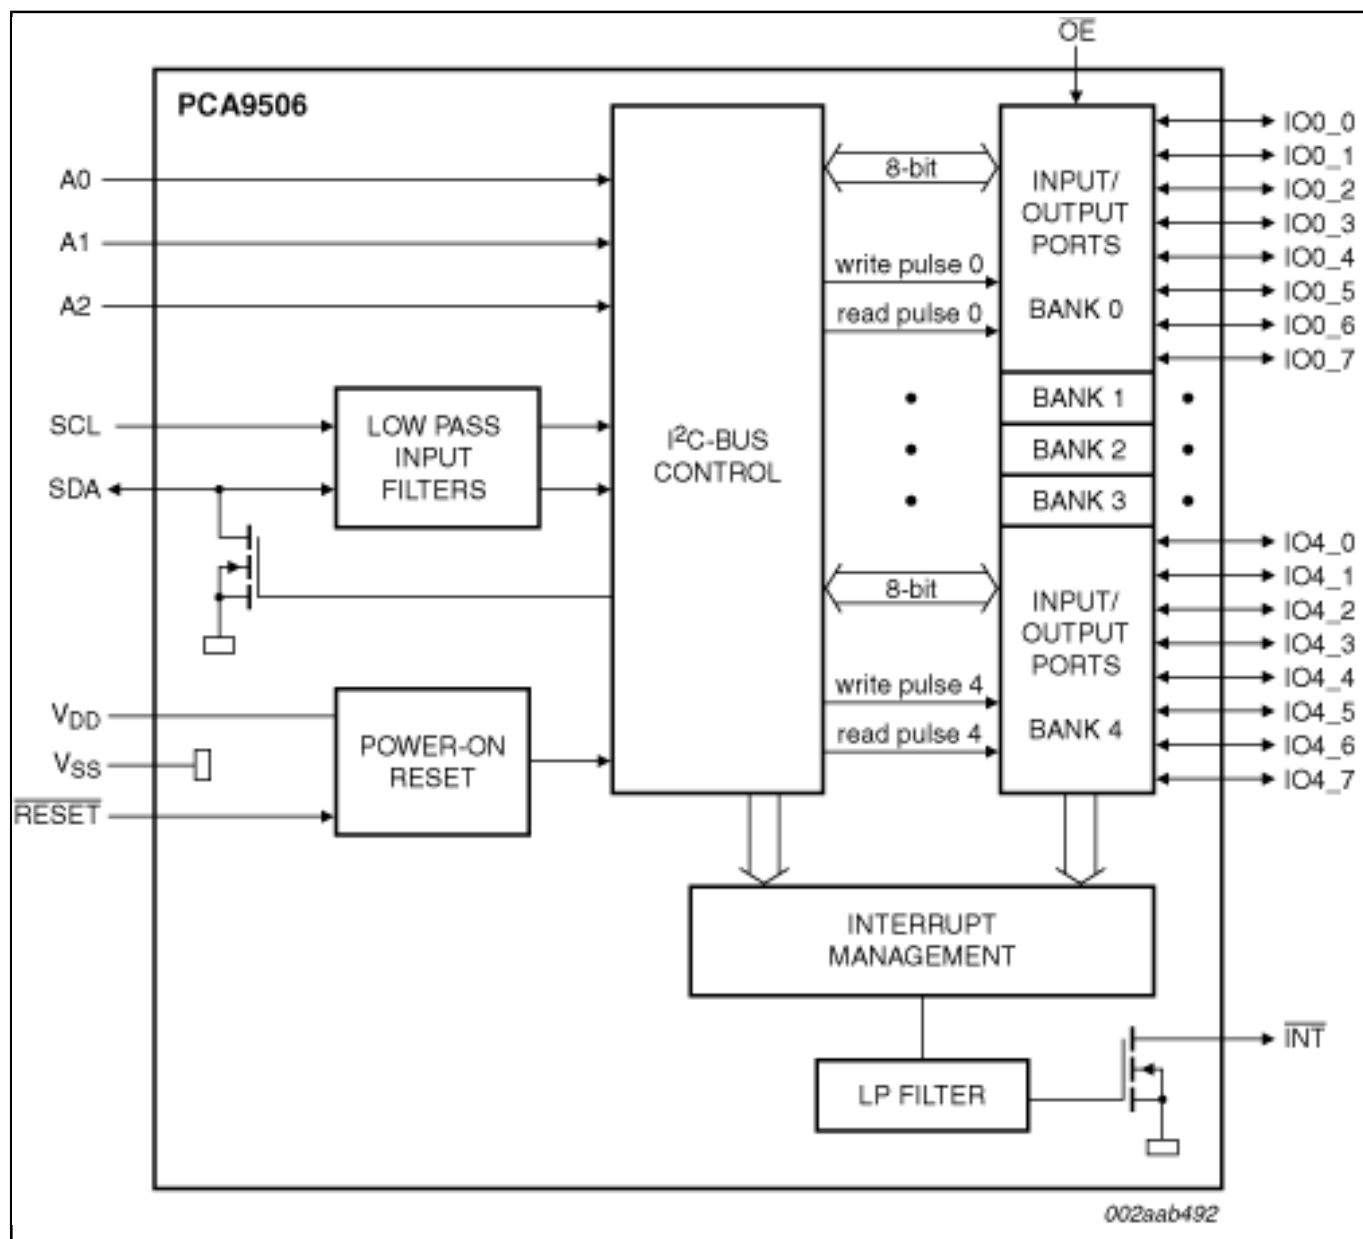 OE
PCA9506
A0
A1
A2
SCL
SDA
VDD
VSS
RESET
LOW PASS
INPUT
FILTERS
POWER-ON
RESET
I²C-BUS
CONTROL
8-bit
write pulse 0
read pulse 0
8-bit
write pulse 4
read pulse 4
INPUT/
OUTPUT
PORTS
BANK 0
BANK 1
BANK 2
BANK 3
INPUT/
OUTPUT
PORTS
BANK 4
IO0_0
IO0_1
IO0_2
IO0_3
IO0_4
IO0_5
IO0_6
IO0_7
IO4_0
IO4_1
IO4_2
IO4_3
IO4_4
IO4_5
IO4_6
IO4_7
INTERRUPT
MANAGEMENT
LP FILTER
INT
002aab492